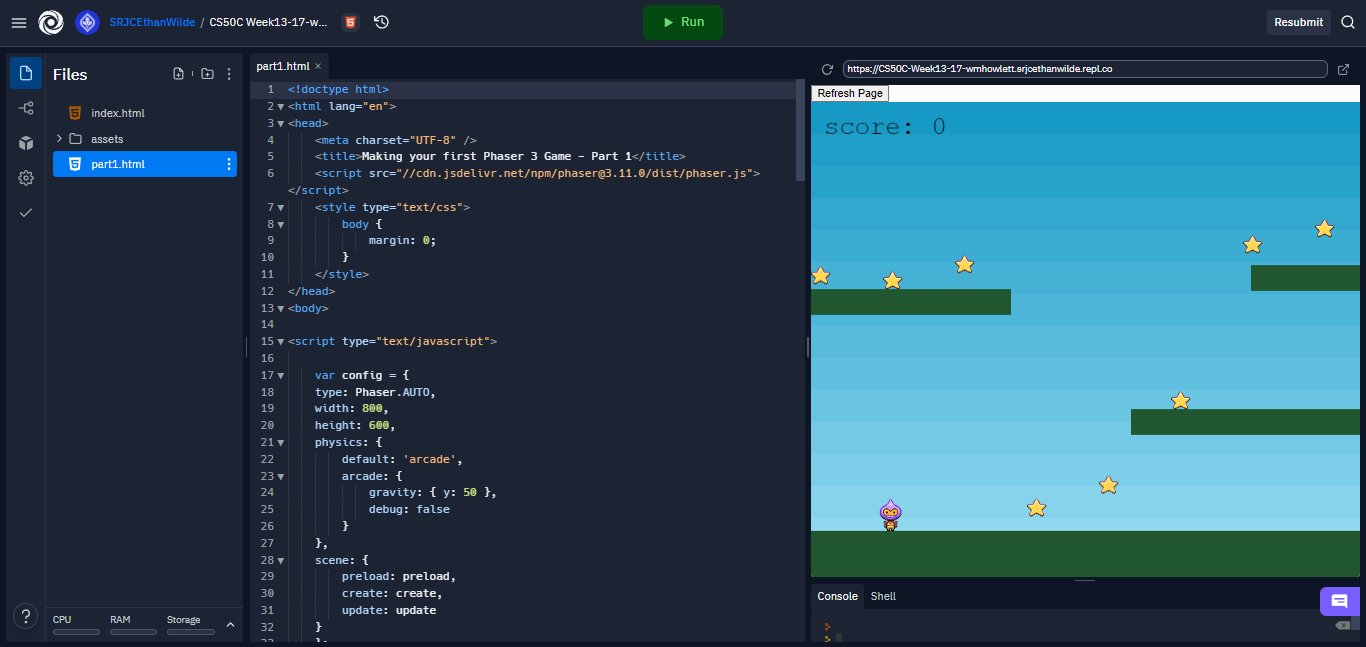 SRJCEthanWilde / CS50C Week13-17-w...
Run
Resubmit
Files
index.html
assets
part1.html
CPU
RAM
Storage
?
part1.html ×
1 <!doctype html>
2 <html lang="en">
3 <head>
4 <meta charset="UTF-8" />
5 <title>Making your first Phaser 3 Game - Part 1</title>
6 <script src="//cdn.jsdelivr.net/npm/phaser@3.11.0/dist/phaser.js">
</script>
7 <style type="text/css">
8 body {
9 margin: 0;
10 }
11 </style>
12 </head>
13 <body>
14
15 <script type="text/javascript">
16
17 var config = {
18 type: Phaser.AUTO,
19 width: 800,
20 height: 600,
21 physics: {
22 default: 'arcade',
23 arcade: {
24 gravity: { y: 50 },
25 debug: false
26 }
27 },
28 scene: {
29 preload: preload,
30 create: create,
31 update: update
32 }
https://CS50C-Week13-17-wmhowlett.srjcethanwilde.repl.co
Refresh Page
score: 0
Console
Shell